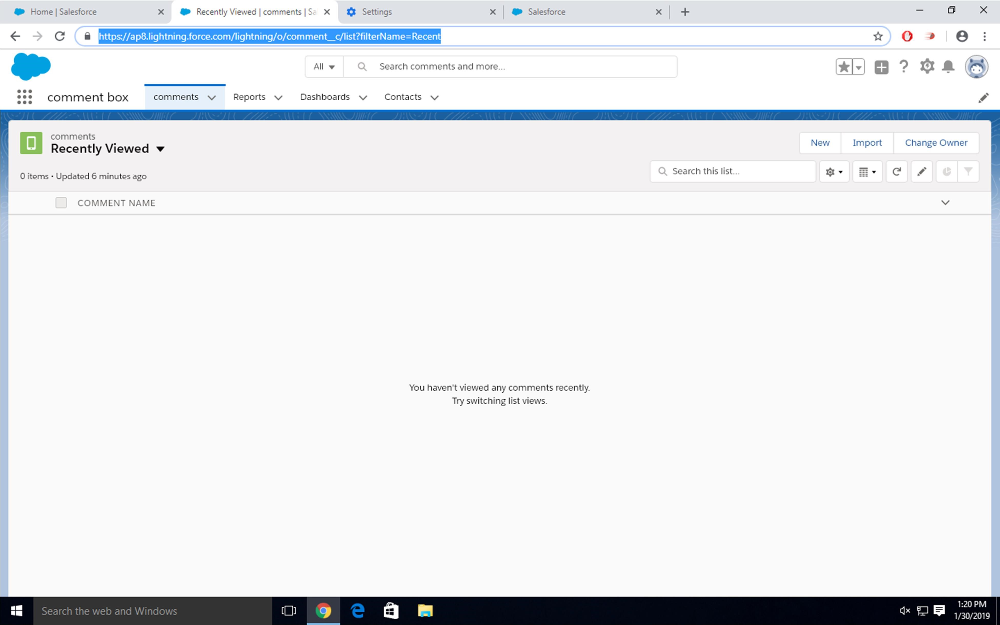 Home | Salesforce
Recently Viewed | comments | Sa
Settings
Salesforce
https://ap8.lightning.force.com/lightning/o/comment__c/list?filterName=Recent
All
Search comments and more...
comment box
comments
Reports
Dashboards
Contacts
comments
Recently Viewed
New
Import
Change Owner
0 items • Updated 6 minutes ago
Search this list...
COMMENT NAME
You haven't viewed any comments recently.
Try switching list views.
Search the web and Windows
1:20 PM
1/30/2019